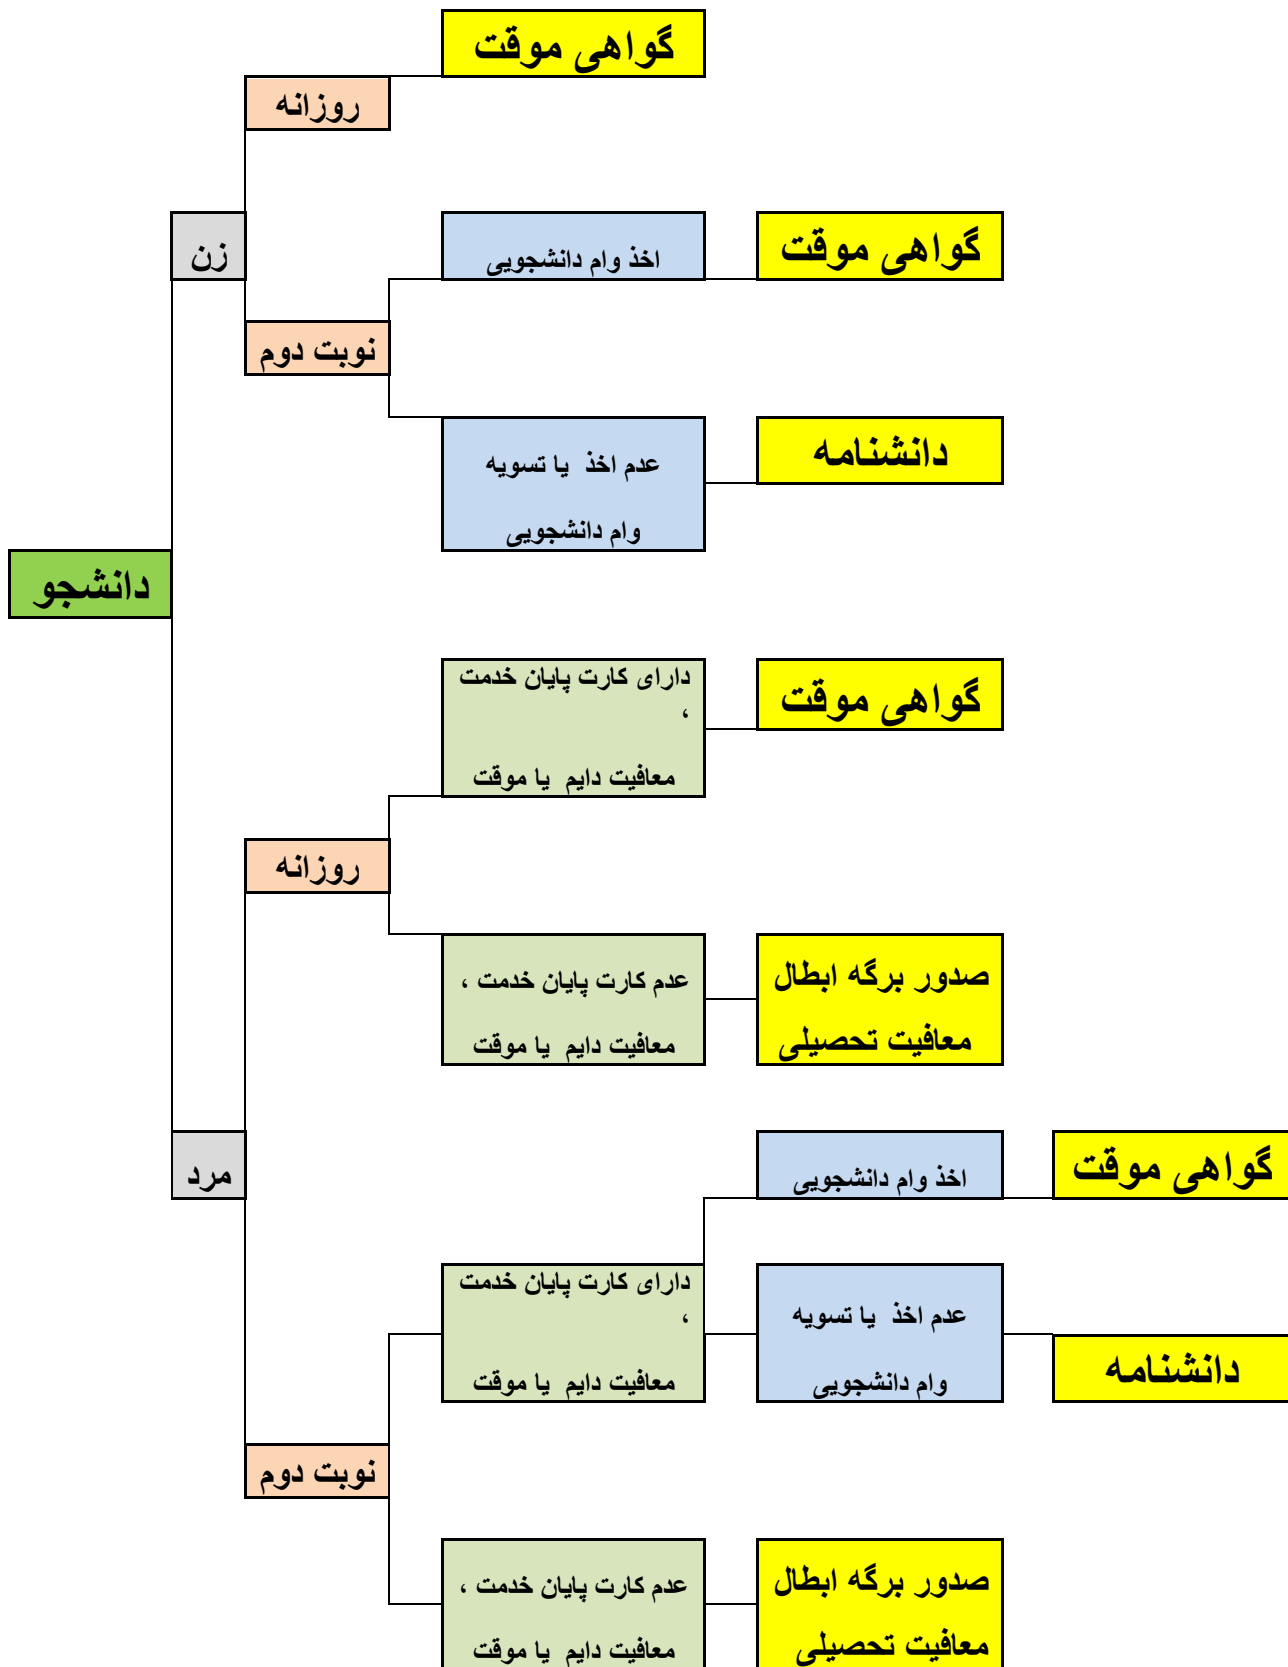 گواهی موقت
روزانه
زن
اخذ وام دانشجویی
گواهی موقت
نوبت دوم
عدم اخذ یا تسویه
وام دانشجویی
دانشنامه
دانشجو
دارای کارت پایان خدمت
،
معافیت دایم یا موقت
گواهی موقت
روزانه
عدم کارت پایان خدمت ،
معافیت دایم یا موقت
صدور برگه ابطال
معافیت تحصیلی
مرد
اخذ وام دانشجویی
گواهی موقت
دارای کارت پایان خدمت
،
معافیت دایم یا موقت
عدم اخذ یا تسویه
وام دانشجویی
دانشنامه
نوبت دوم
عدم کارت پایان خدمت ،
معافیت دایم یا موقت
صدور برگه ابطال
معافیت تحصیلی